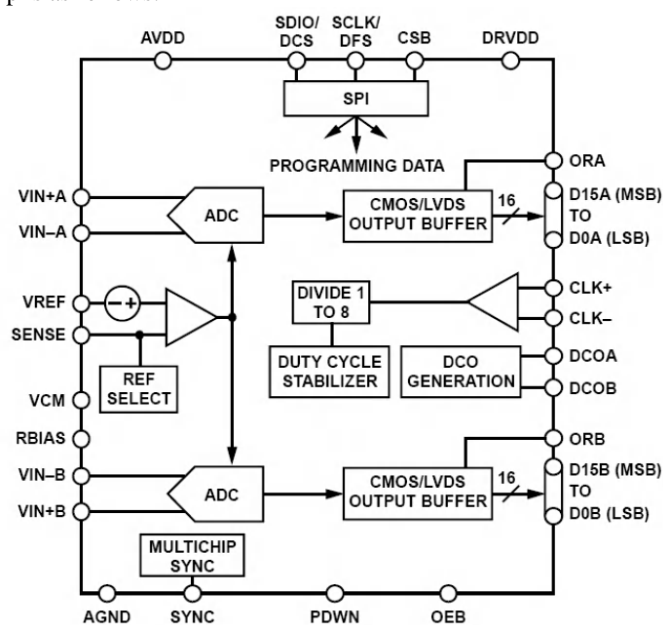 AVDD
SDIO/
DCS
SCLK/
DFS
CSB
DRVDD
SPI
PROGRAMMING DATA
ORA
VIN+A
VIN–A
ADC
CMOS/LVDS
OUTPUT BUFFER
16
D15A (MSB)
TO
D0A (LSB)
VREF
SENSE
– +
REF
SELECT
DIVIDE 1
TO 8
DUTY CYCLE
STABILIZER
CLK+
CLK–
DCO
GENERATION
DCOA
DCOB
VCM
RBIAS
ORB
VIN–B
VIN+B
ADC
CMOS/LVDS
OUTPUT BUFFER
16
D15B (MSB)
TO
D0B (LSB)
MULTICHIP
SYNC
AGND
SYNC
PDWN
OEB